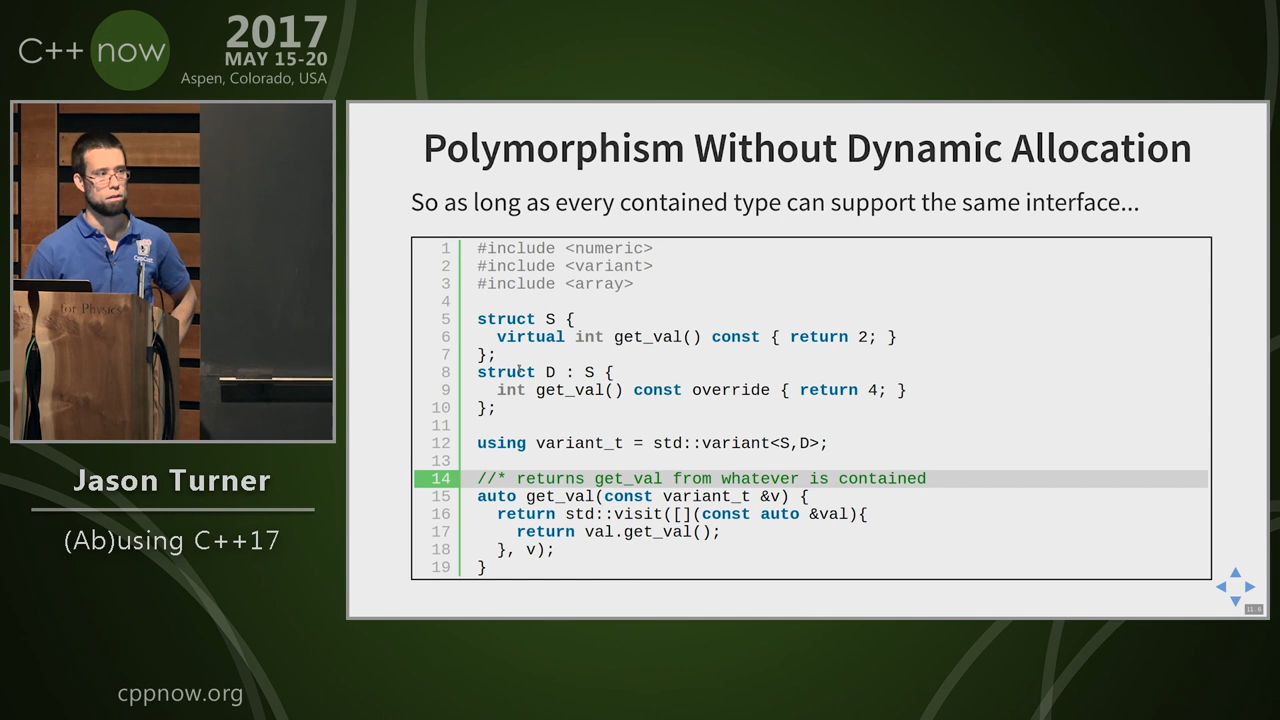 C++ now
2017
MAY 15-20
Aspen, Colorado, USA
for Physics
CppCast
Jason Turner
(Ab)using C++17
cppnow.org
Polymorphism Without Dynamic Allocation
So as long as every contained type can support the same interface...
1 #include <numeric>
2 #include <variant>
3 #include <array>
4
5 struct S {
6 virtual int get_val() const { return 2; }
7 };
8 struct D : S {
9 int get_val() const override { return 4; }
10 };
11
12 using variant_t = std::variant<S,D>;
13
14 //* returns get_val from whatever is contained
15 auto get_val(const variant_t &v) {
16 return std::visit([](const auto &val){
17 return val.get_val();
18 }, v);
19 }